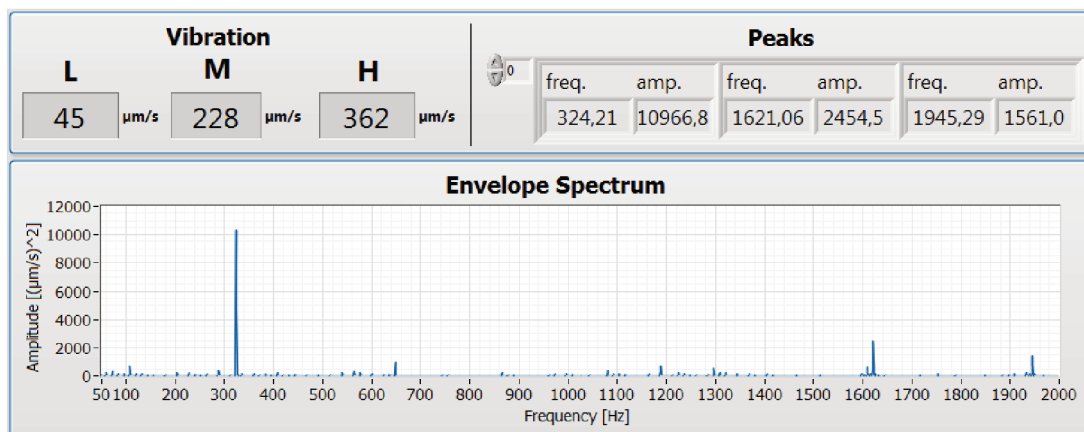 Vibration
L M H
45 µm/s 228 µm/s 362 µm/s
Peaks
0
freq. amp. freq. amp. freq. amp.
324,21 10966,8 1621,06 2454,5 1945,29 1561,0
Envelope Spectrum
Amplitude [(µm/s)^2]
12000
10000
8000
6000
4000
2000
0
50 100 200 300 400 500 600 700 800 900 1000 1100 1200 1300 1400 1500 1600 1700 1800 1900 2000
Frequency [Hz]